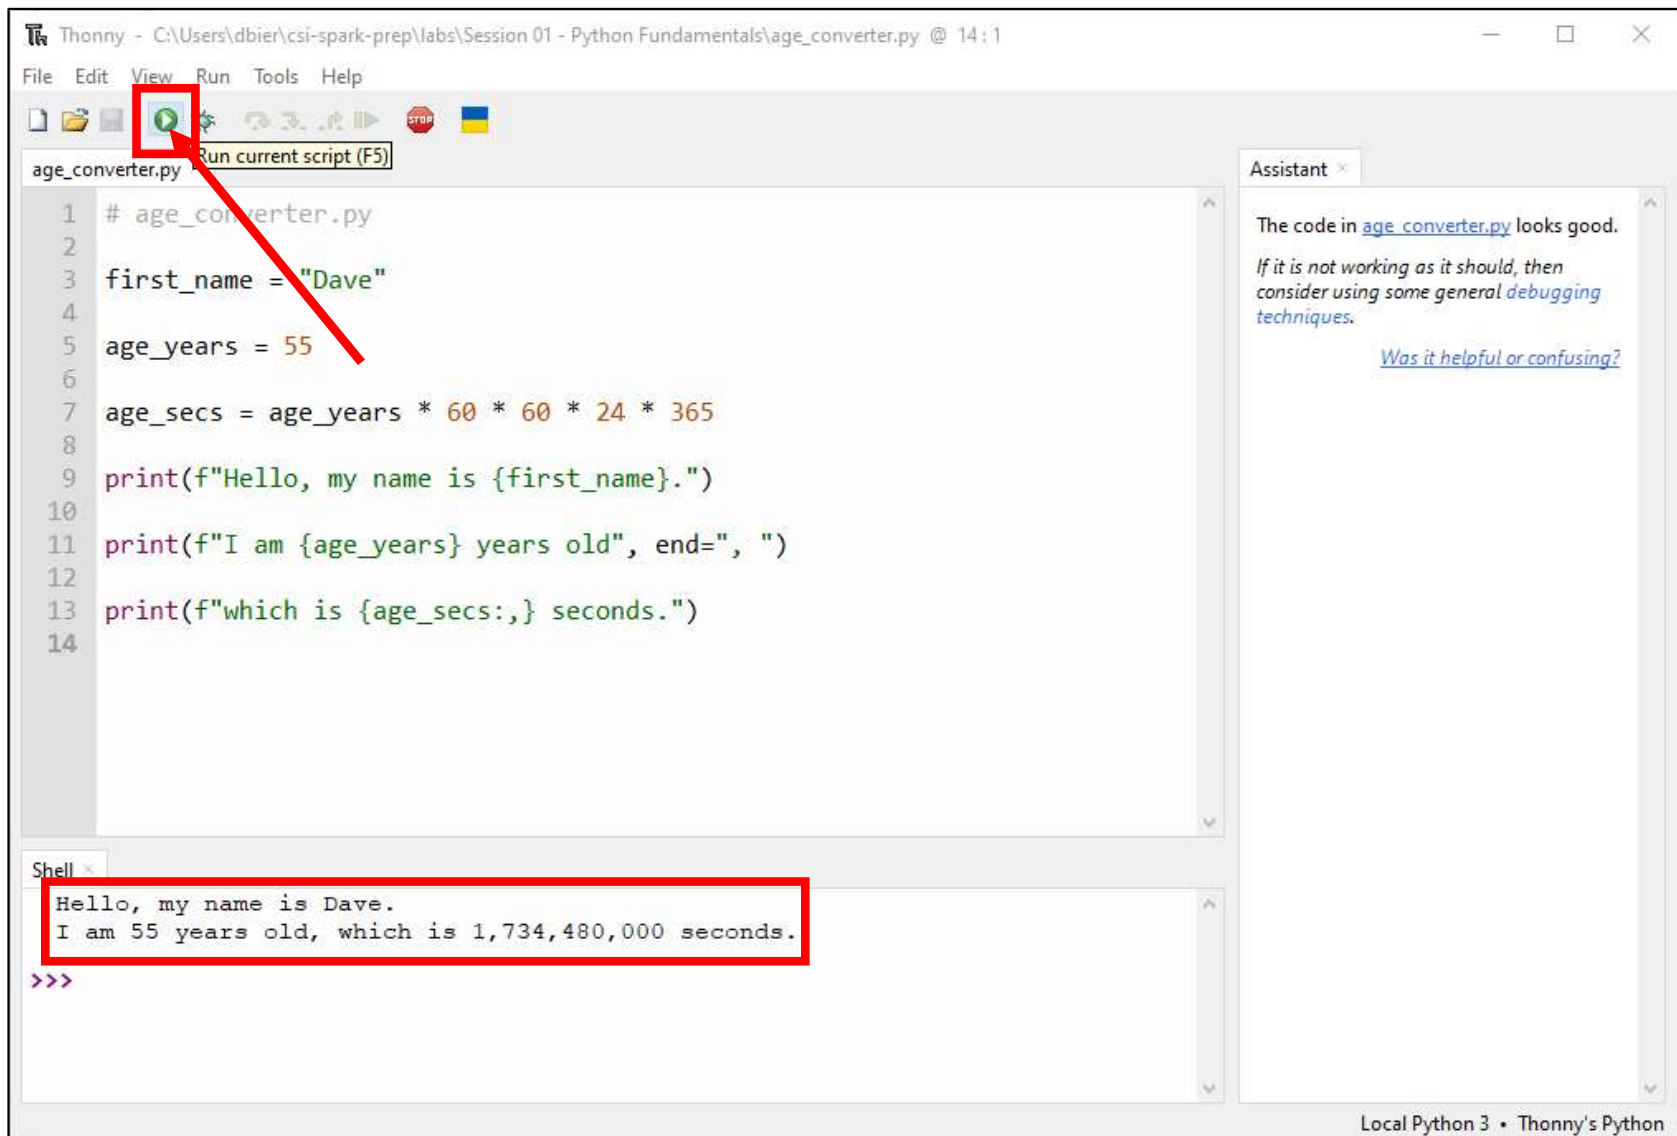 Thonny - C:\Users\dbier\csi-spark-prep\labs\Session 01 - Python Fundamentals\age_converter.py @ 14:1
File Edit View Run Tools Help
STOP
Run current script (F5)
age_converter.py
1 # age_converter.py
2
3 first_name = "Dave"
4
5 age_years = 55
6
7 age_secs = age_years * 60 * 60 * 24 * 365
8
9 print(f"Hello, my name is {first_name}.")
10
11 print(f"I am {age_years} years old", end=", ")
12
13 print(f"which is {age_secs:,} seconds.")
14
Assistant
The code in age_converter.py looks good.
If it is not working as it should, then
consider using some general debugging
techniques.
Was it helpful or confusing?
Shell
Hello, my name is Dave.
I am 55 years old, which is 1,734,480,000 seconds.
>>>
Local Python 3 • Thonny's Python